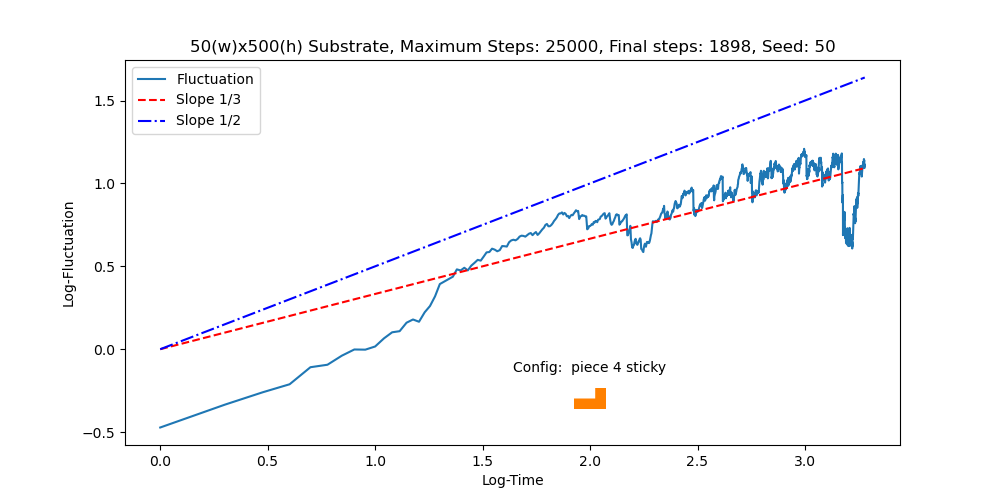 50(w)x500(h) Substrate, Maximum Steps: 25000, Final steps: 1898, Seed: 50
Fluctuation
Slope 1/3
Slope 1/2
Log-Fluctuation
1.5
1.0
0.5
0.0
−0.5
Config:  piece 4 sticky
0.0 0.5 1.0 1.5 2.0 2.5 3.0
Log-Time